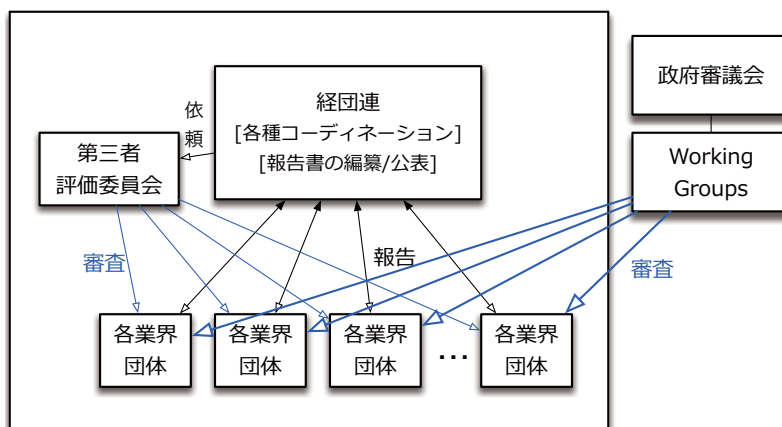 経団連
[各種コーディネーション]
[報告書の編纂/公表]
依
頼
第三者
評価委員会
政府審議会
Working
Groups
審査
報告
審査
各業界
団体
各業界
団体
各業界
団体
...
各業界
団体